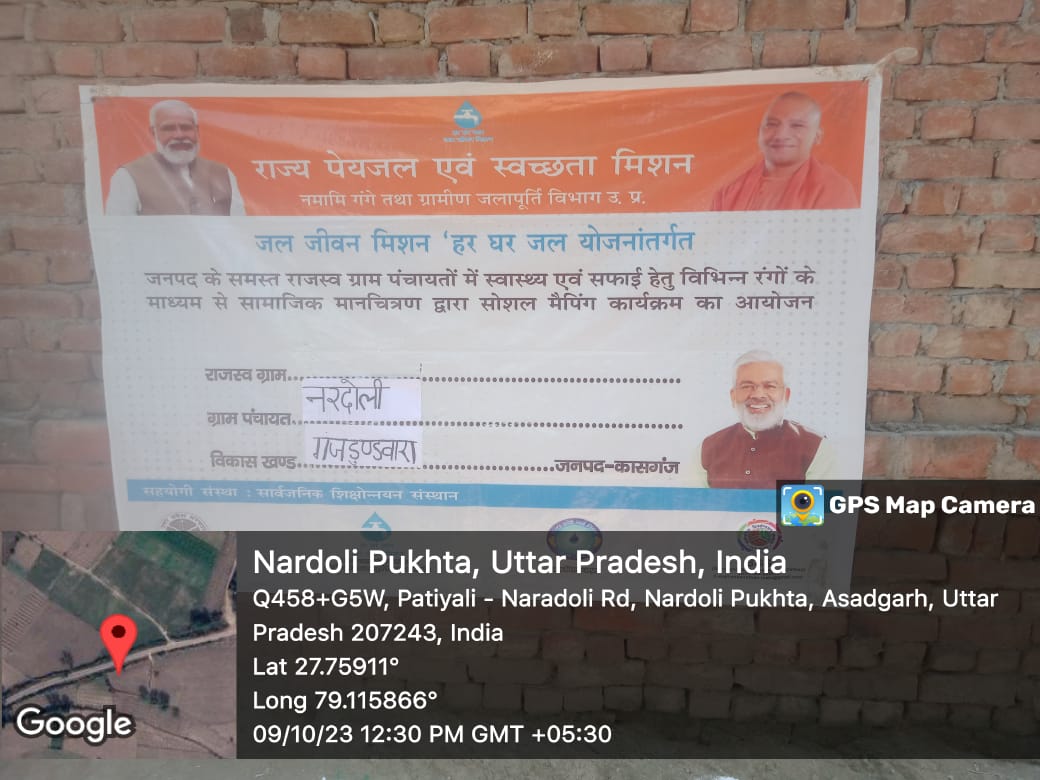 राज्य पेयजल एवं स्वच्छता मिशन
नमामि गंगे तथा ग्रामीण जलापूर्ति विभाग उ. प्र.
जल जीवन मिशन 'हर घर जल योजनांतर्गत
जनपद के समस्त राजस्व ग्राम पंचायतों में स्वास्थ्य एवं सफाई हेतु विभिन्न रंगों के
माध्यम से सामाजिक मानचित्रण द्वारा सोशल मैपिंग कार्यक्रम का आयोजन
राजस्व ग्राम
नरदोली
ग्राम पंचायत
गजडुण्डवारा
विकास खण्ड जनपद-कासगंज
सहयोगी संस्था : सार्वजनिक शिक्षोन्नयन संस्थान
GPS Map Camera
Nardoli Pukhta, Uttar Pradesh, India
Q458+G5W, Patiyali - Naradoli Rd, Nardoli Pukhta, Asadgarh, Uttar
Pradesh 207243, India
Lat 27.75911°
Long 79.115866°
09/10/23 12:30 PM GMT +05:30
Google